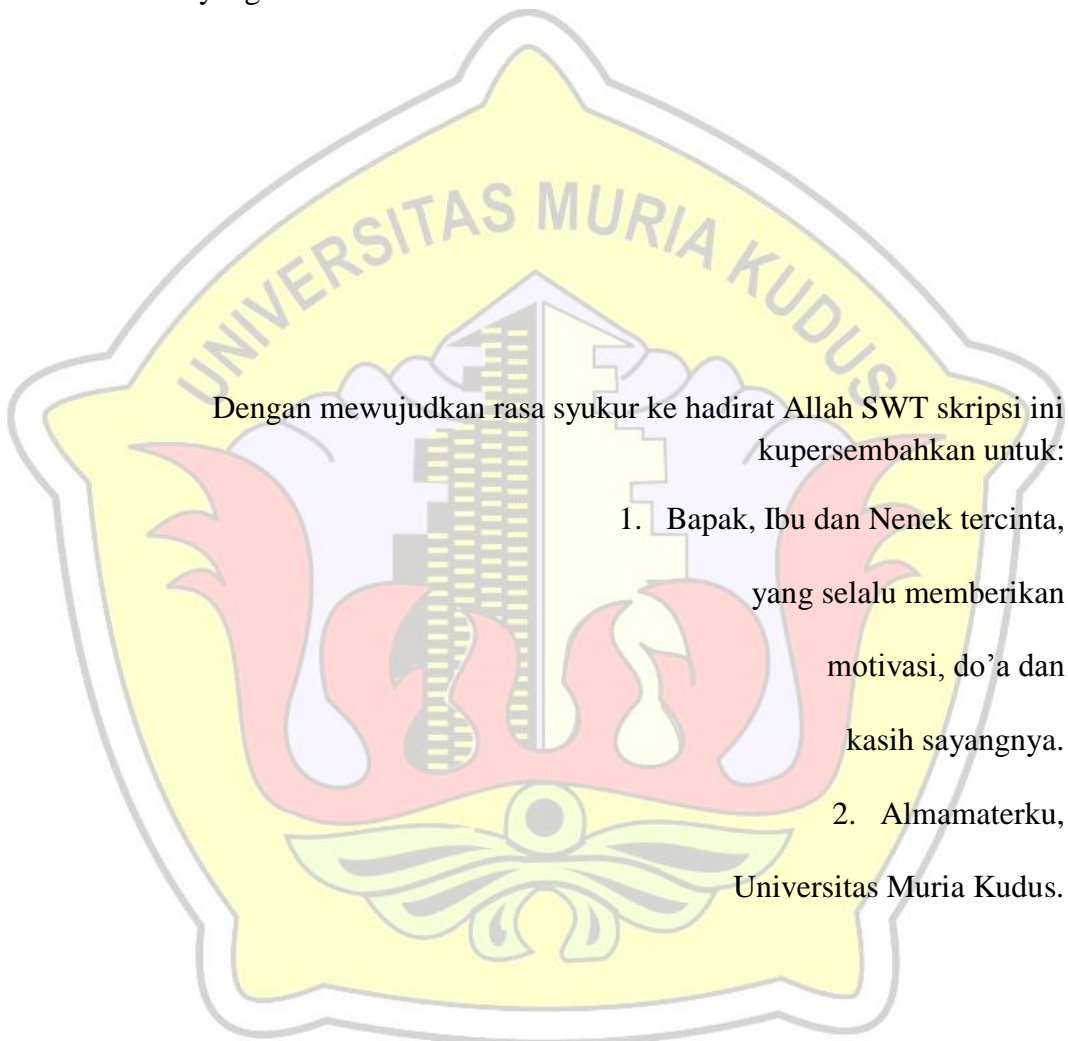 UNIVERSITAS MURIA KUDUS
Dengan mewujudkan rasa syukur ke hadirat Allah SWT skripsi ini
kupersembahkan untuk:
1. Bapak, Ibu dan Nenek tercinta,
yang selalu memberikan
motivasi, do’a dan
kasih sayangnya.
2. Almamaterku,
Universitas Muria Kudus.